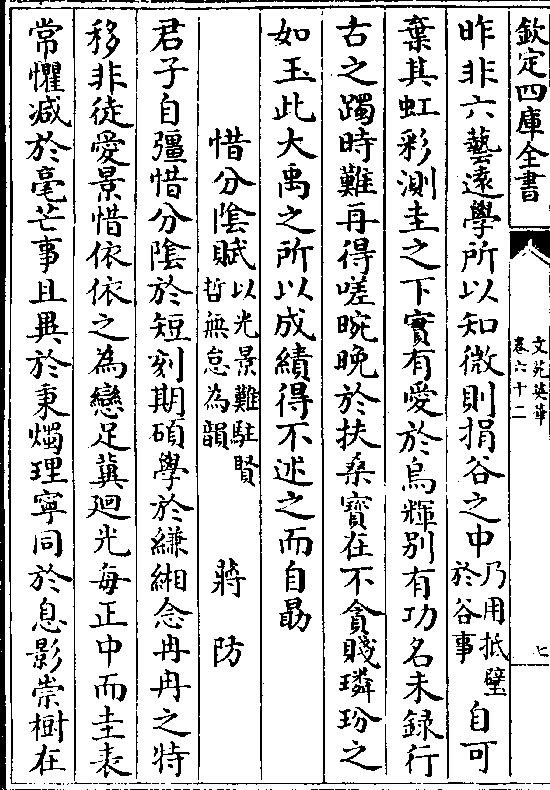 欽定四庫全書
文苑英華
卷六十二
七
昨非六藝遠學所以知微則捐谷之中乃用抵璧於谷事自可
棄其虹彩測圭之下實有愛於烏輝別有功名未錄行
古之躅時難再得嗟晼晚於扶桑寶在不貪賤璘玢之
如玉此大禹之所以成績得不述之而自勗
惜分陰賦以光景難駐賢哲無怠為韻 蔣防
君子自彊惜分陰於短刻期碩學於縑緗念冉冉之特
移非徒愛景惜依依之為戀足冀廻光每正中而圭表
常懼减於毫芒事且異於秉燭理寧同於息影崇樹在